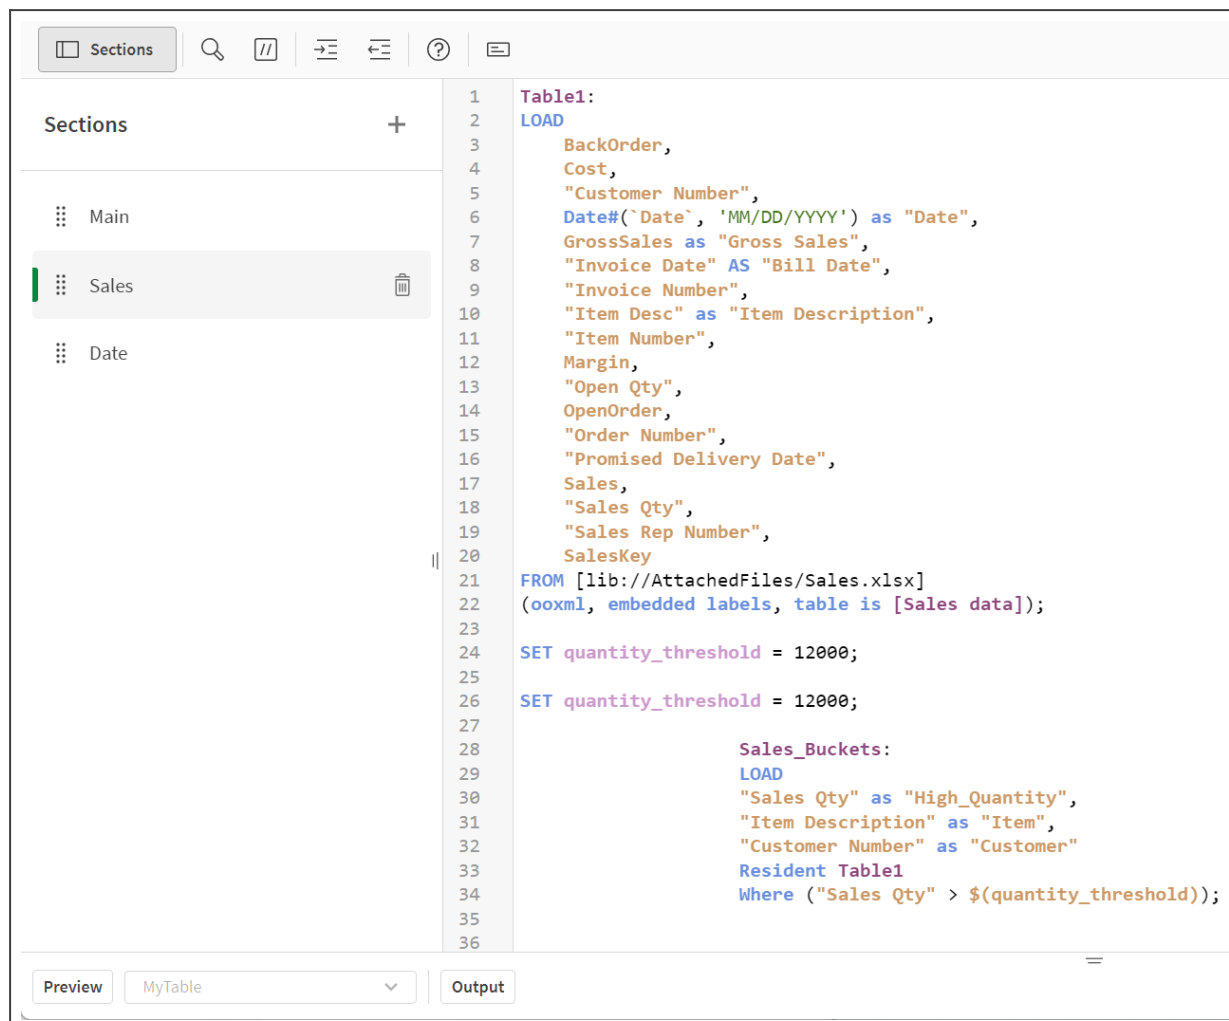 Sections
Sections
Main
Sales
Date
1 Table1:
2 LOAD
3 BackOrder,
4 Cost,
5 "Customer Number",
6 Date#(`Date`, 'MM/DD/YYYY') as "Date",
7 GrossSales as "Gross Sales",
8 "Invoice Date" AS "Bill Date",
9 "Invoice Number",
10 "Item Desc" as "Item Description",
11 "Item Number",
12 Margin,
13 "Open Qty",
14 OpenOrder,
15 "Order Number",
16 "Promised Delivery Date",
17 Sales,
18 "Sales Qty",
19 "Sales Rep Number",
20 SalesKey
21 FROM [lib://AttachedFiles/Sales.xlsx]
22 (ooxml, embedded labels, table is [Sales data]);
23
24 SET quantity_threshold = 12000;
25
26 SET quantity_threshold = 12000;
27
28 Sales_Buckets:
29 LOAD
30 "Sales Qty" as "High_Quantity",
31 "Item Description" as "Item",
32 "Customer Number" as "Customer"
33 Resident Table1
34 Where ("Sales Qty" > $(quantity_threshold));
35
36
Preview MyTable Output